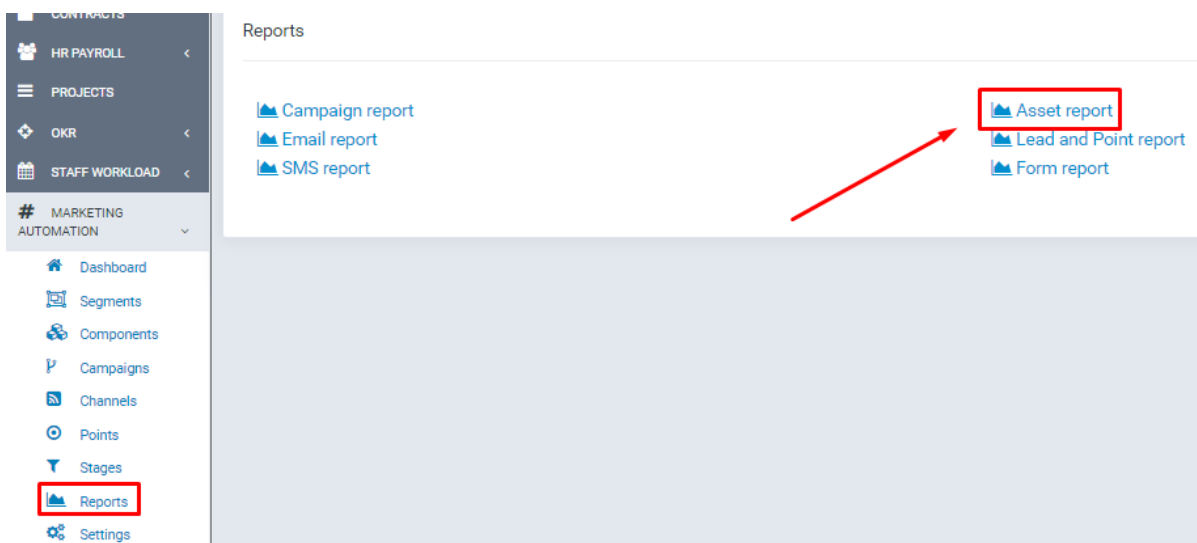 CONTRACTS
HR PAYROLL
PROJECTS
OKR
STAFF WORKLOAD
MARKETING
AUTOMATION
Dashboard
Segments
Components
Campaigns
Channels
Points
Stages
Reports
Settings
Reports
Campaign report
Email report
SMS report
Asset report
Lead and Point report
Form report